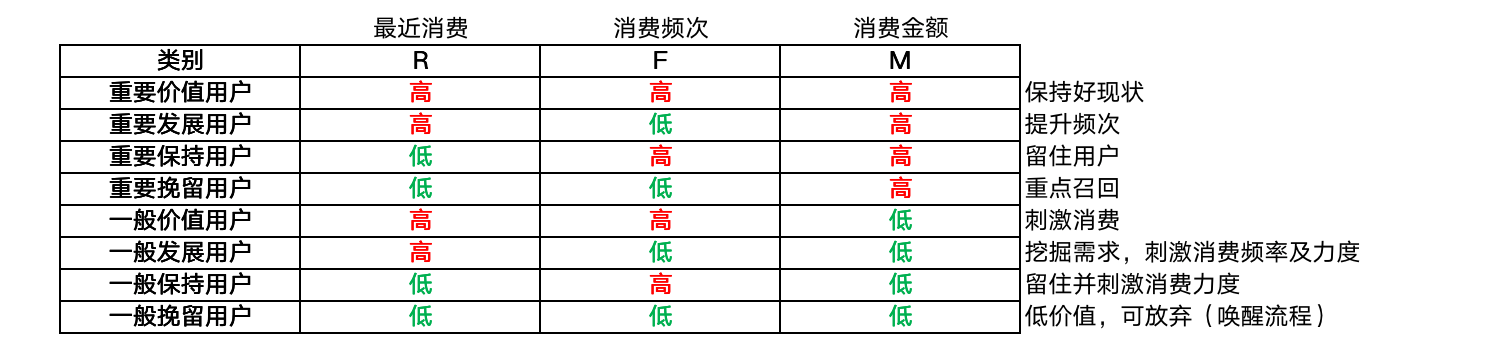 最近消费 消费频次 消费金额
类别 R F M
重要价值用户 高 高 高 保持好现状
重要发展用户 高 低 高 提升频次
重要保持用户 低 高 高 留住用户
重要挽留用户 低 低 高 重点召回
一般价值用户 高 高 低 刺激消费
一般发展用户 高 低 低 挖掘需求，刺激消费频率及力度
一般保持用户 低 高 低 留住并刺激消费力度
一般挽留用户 低 低 低 低价值，可放弃（唤醒流程）